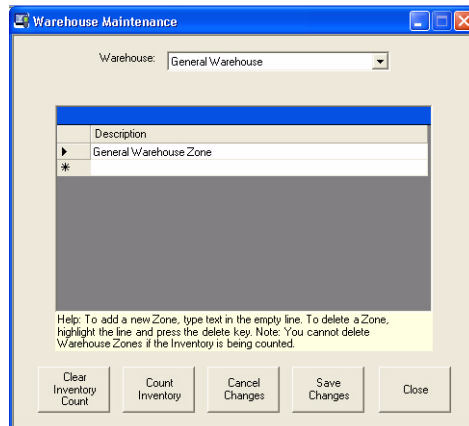 Warehouse Maintenance
Warehouse: General Warehouse
Description
General Warehouse Zone
Help: To add a new Zone, type text in the empty line. To delete a Zone,
highlight the line and press the delete key. Note: You cannot delete
Warehouse Zones if the Inventory is being counted.
Clear
Inventory
Count
Count
Inventory
Cancel
Changes
Save
Changes
Close